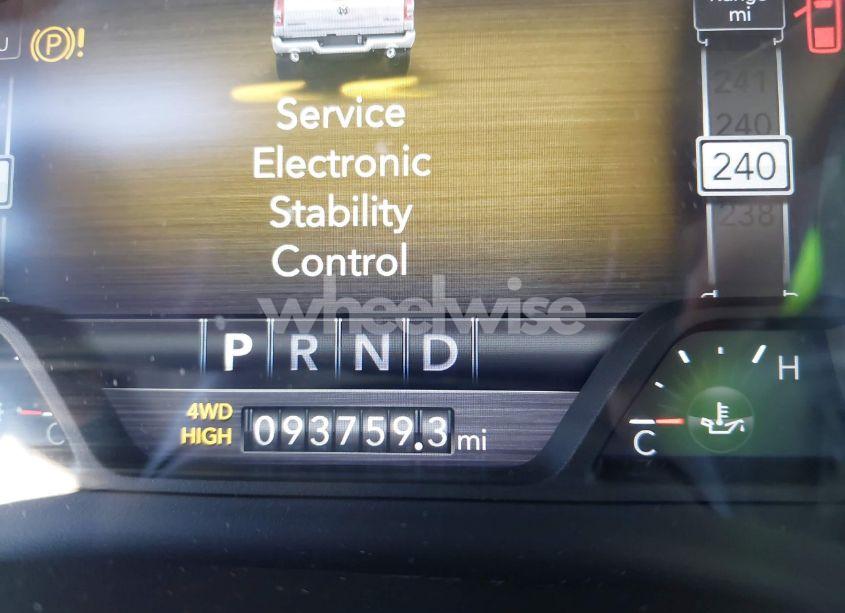 Range
mi
(P)!
241
240
240
238
Service
Electronic
Stability
Control
wheelwise
P R N D
4WD
HIGH
093759.3 mi
H
C
C